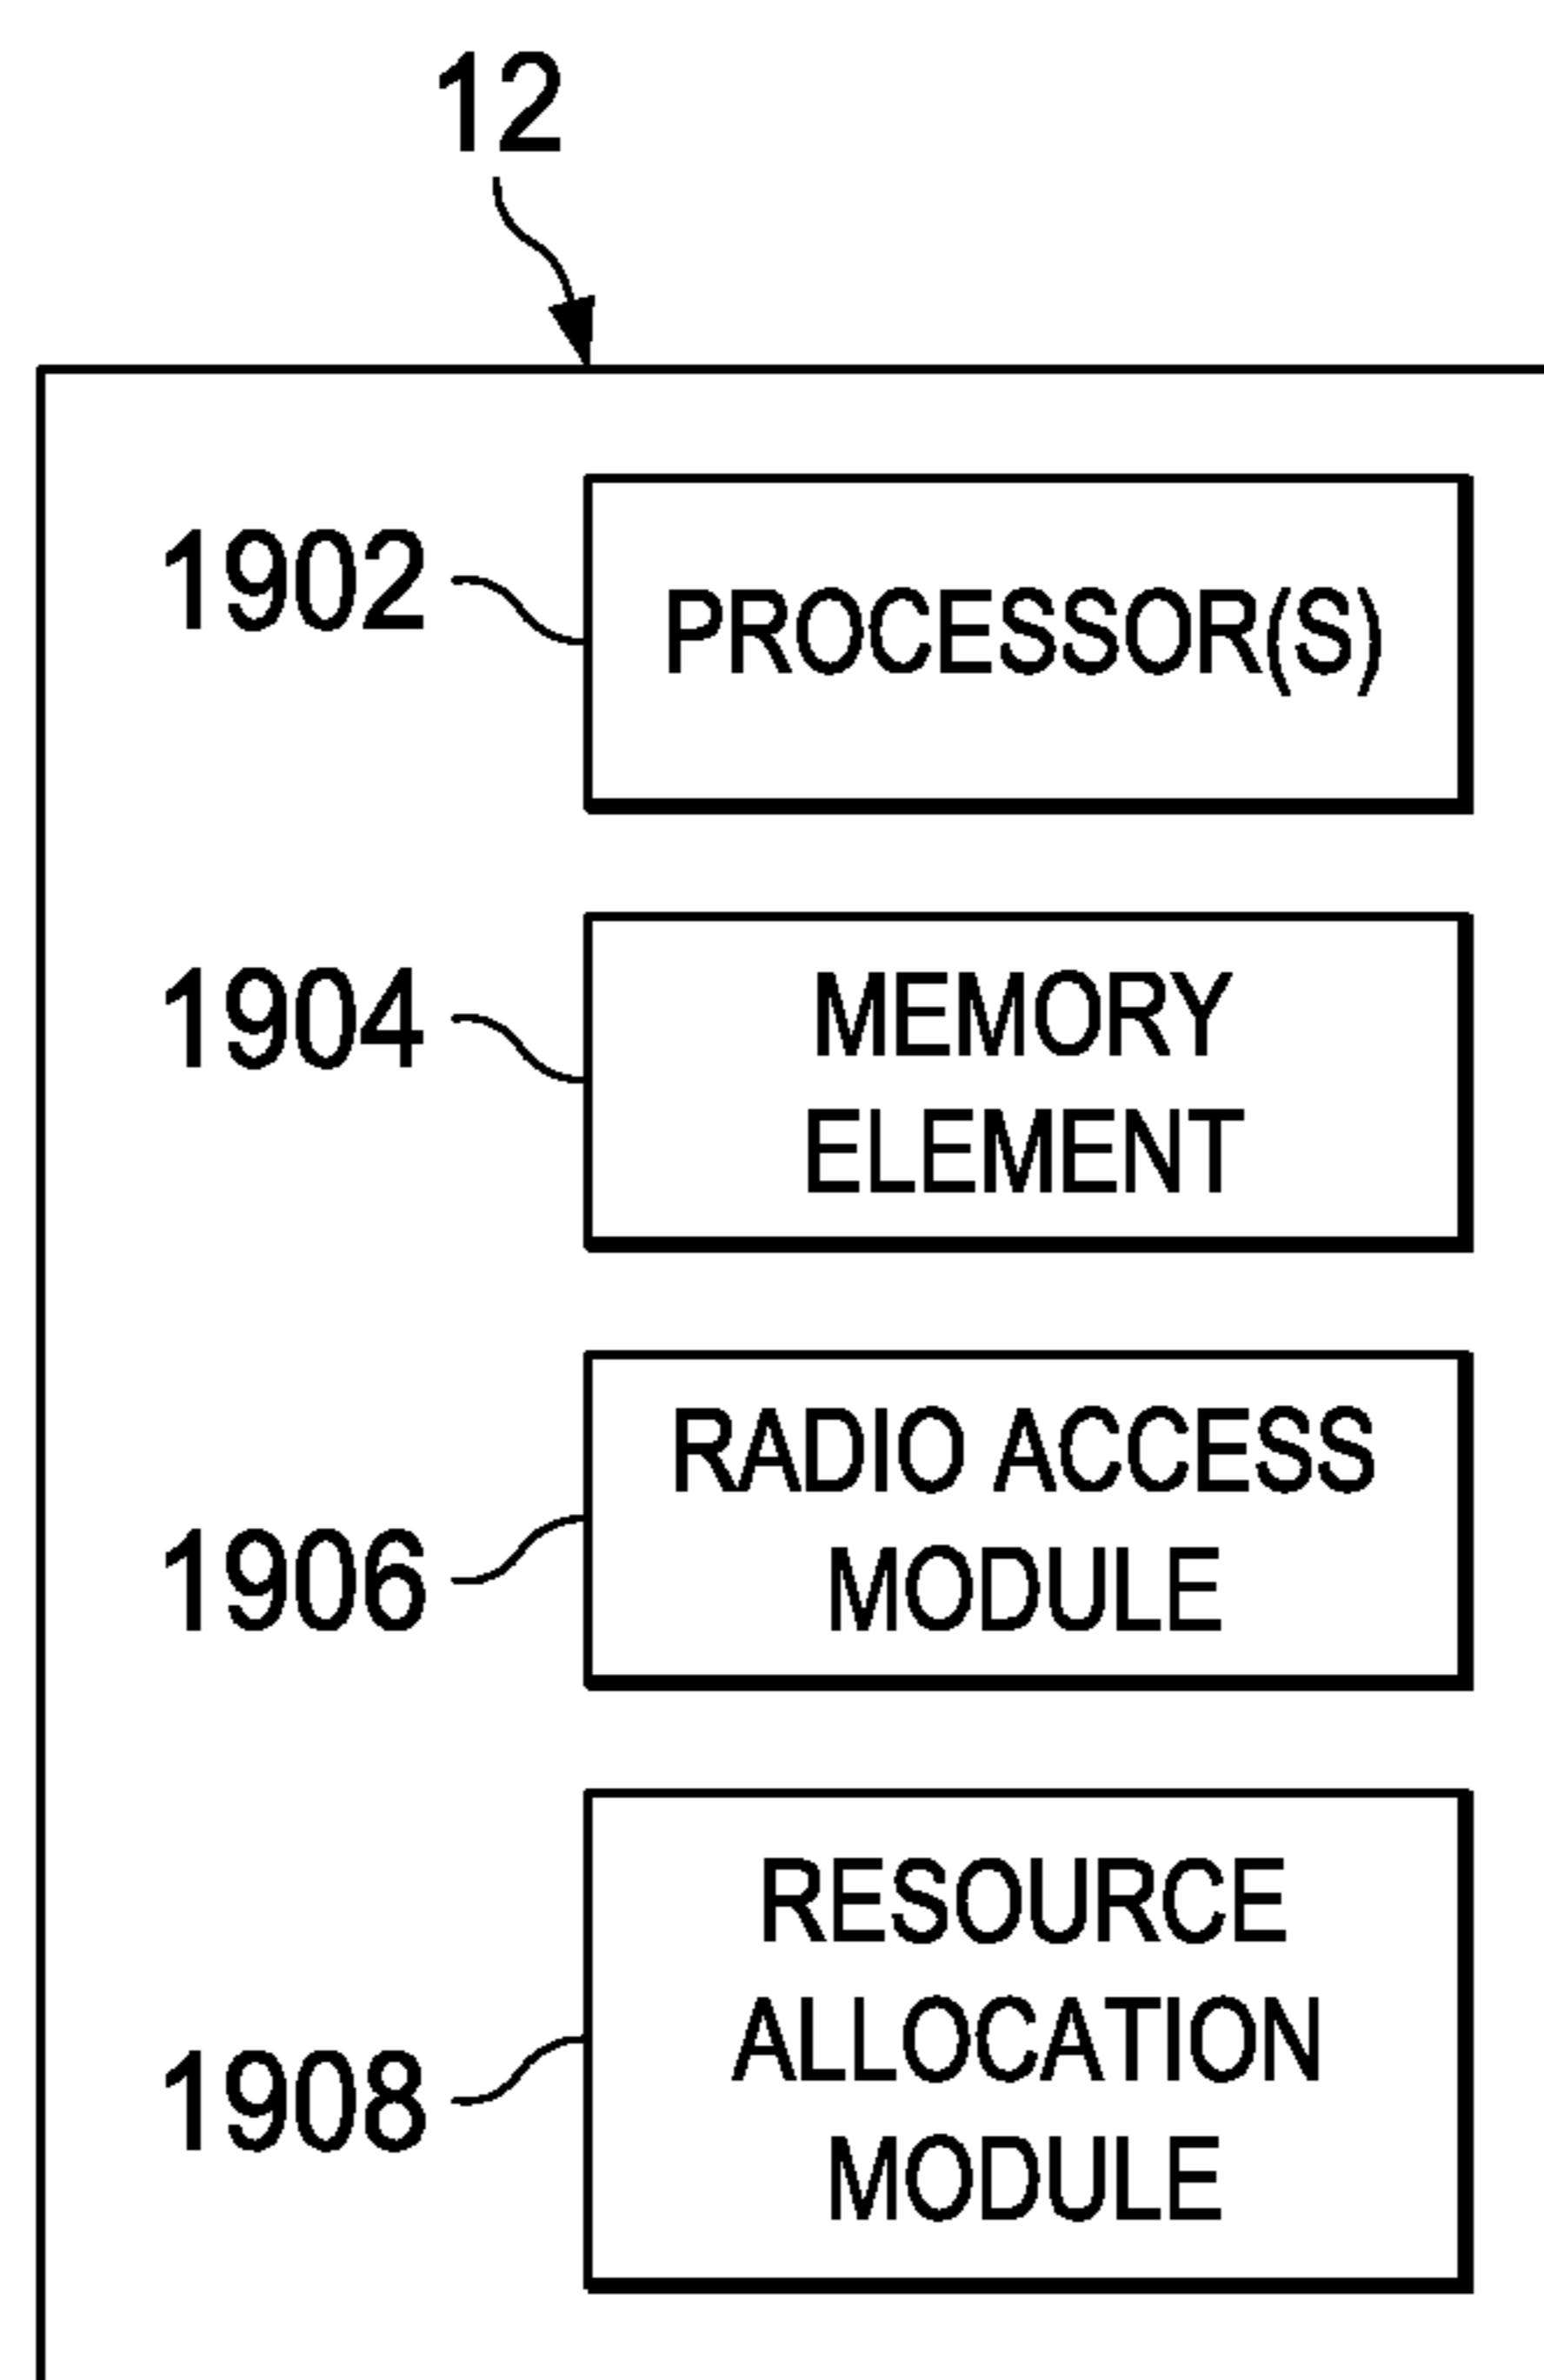 12
1902
PROCESSOR(S)
1904
MEMORY
ELEMENT
1906
RADIO ACCESS
MODULE
1908
RESOURCE
ALLOCATION
MODULE